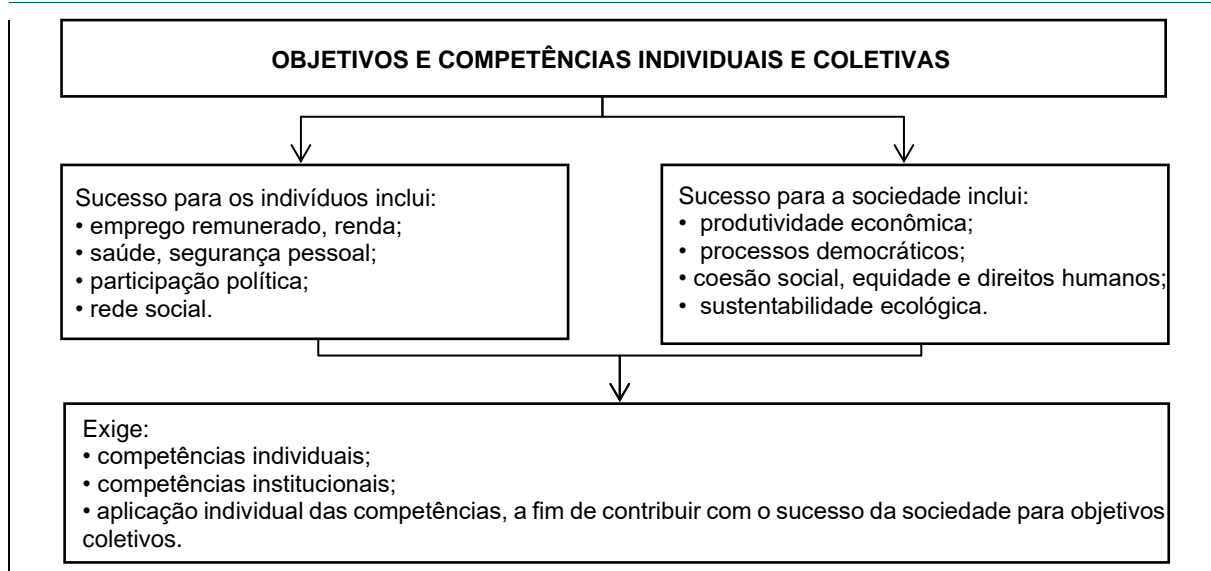 OBJETIVOS E COMPETÊNCIAS INDIVIDUAIS E COLETIVAS
Sucesso para os indivíduos inclui:
• emprego remunerado, renda;
• saúde, segurança pessoal;
• participação política;
• rede social.
Sucesso para a sociedade inclui:
• produtividade econômica;
• processos democráticos;
• coesão social, equidade e direitos humanos;
• sustentabilidade ecológica.
Exige:
• competências individuais;
• competências institucionais;
• aplicação individual das competências, a fim de contribuir com o sucesso da sociedade para objetivos
coletivos.